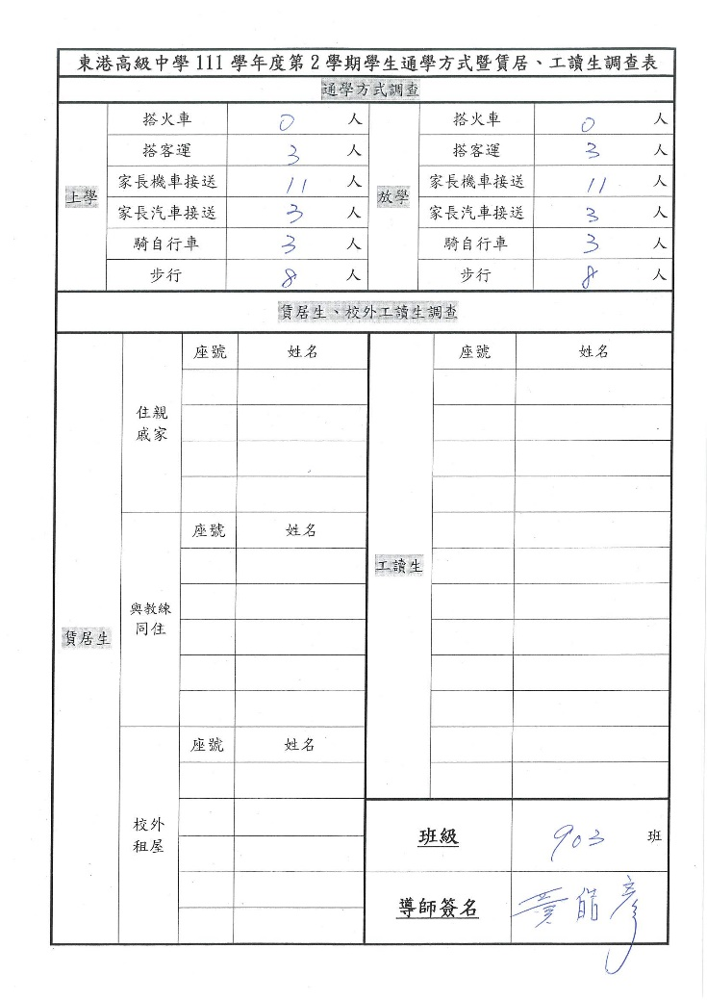 東港高級中學 111 學年度第 2 學期學生通學方式暨賃居、工讀生調查表
通學方式調查
上學
搭火車 0 人
搭客運 3 人
家長機車接送 11 人
家長汽車接送 3 人
騎自行車 3 人
步行 8 人
放學
搭火車 0 人
搭客運 3 人
家長機車接送 11 人
家長汽車接送 3 人
騎自行車 3 人
步行 8 人
賃居生、校外工讀生調查
賃居生
住親
戚家
座號 姓名
與教練
同住
座號 姓名
校外
租屋
座號 姓名
工讀生
座號 姓名
班級 903 班
導師簽名 黃皓彥